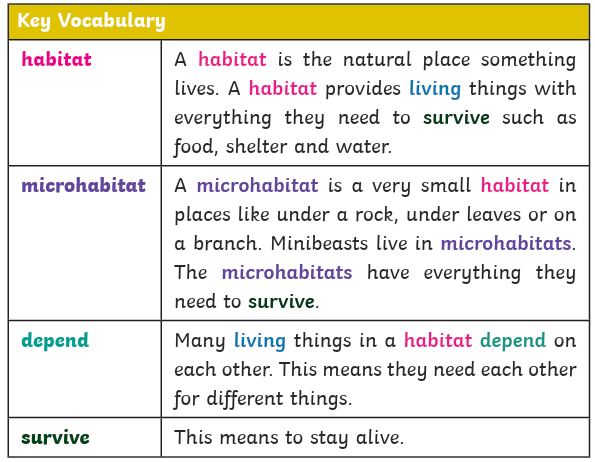 Key Vocabulary
habitat
A habitat is the natural place something
lives. A habitat provides living things with
everything they need to survive such as
food, shelter and water.
microhabitat
A microhabitat is a very small habitat in
places like under a rock, under leaves or on
a branch. Minibeasts live in microhabitats.
The microhabitats have everything they
need to survive.
depend
Many living things in a habitat depend on
each other. This means they need each other
for different things.
survive
This means to stay alive.